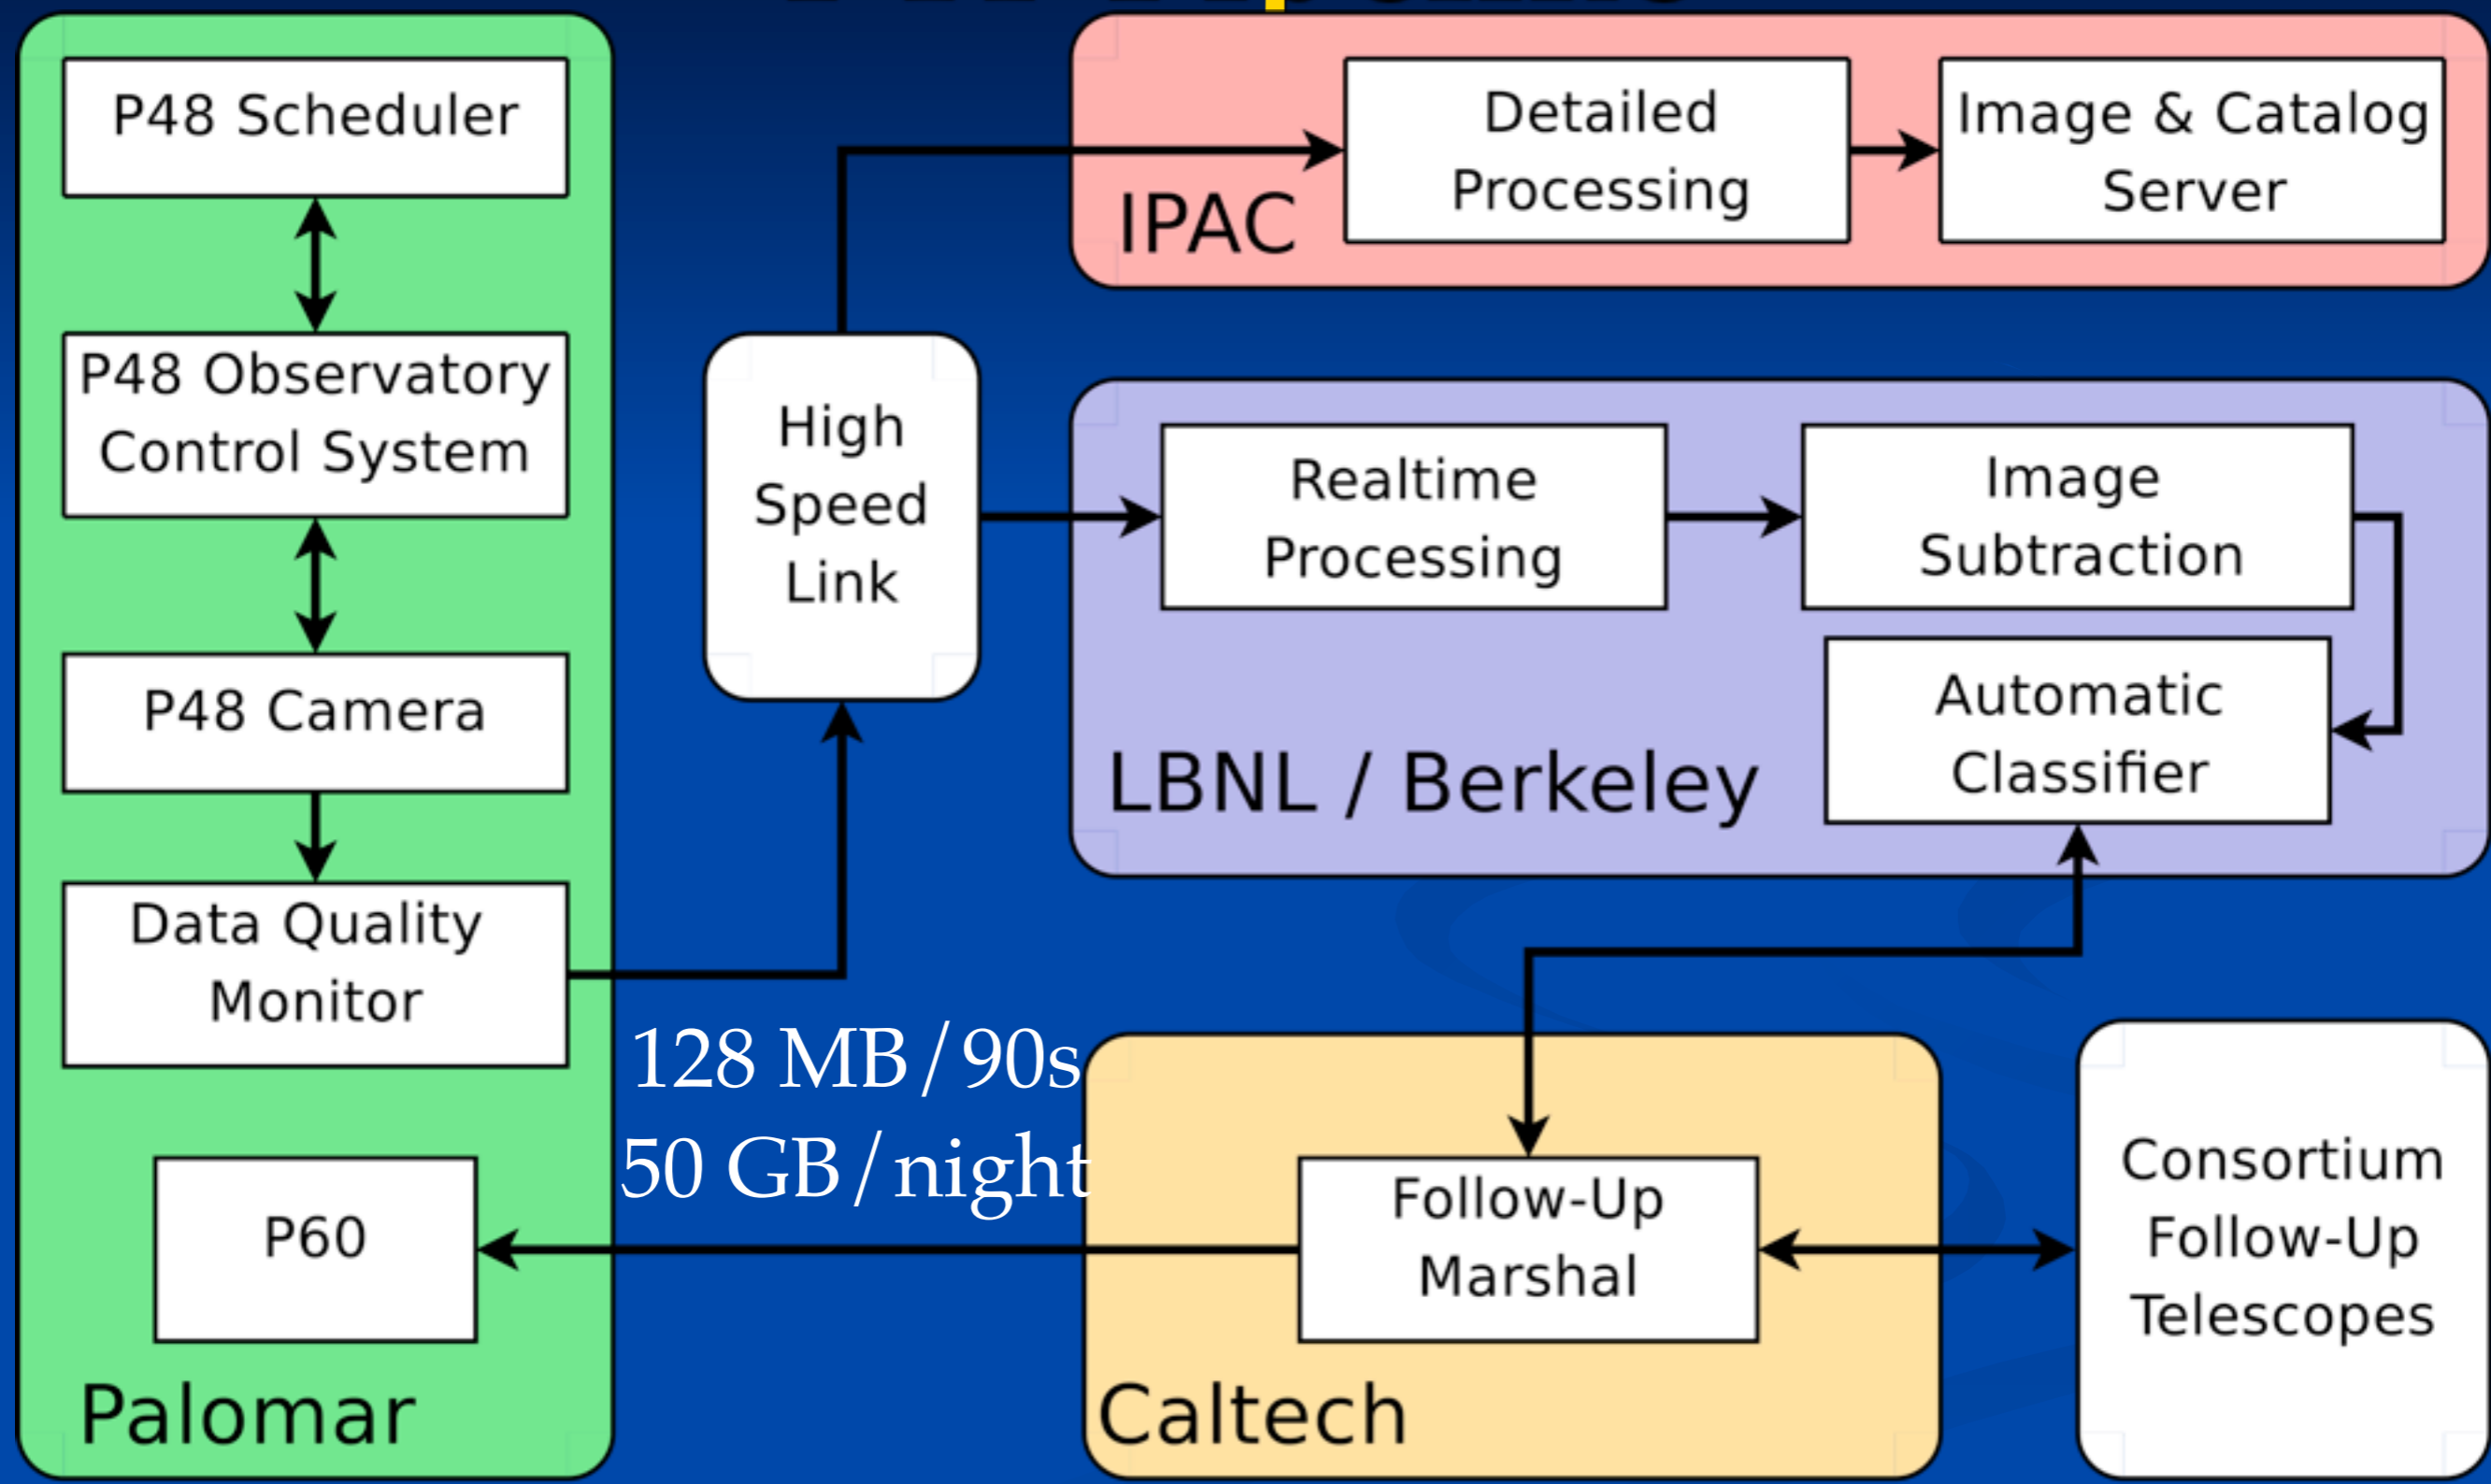 P48 Scheduler
P48 Observatory
Control System
P48 Camera
Data Quality
Monitor
P60
Palomar
High
Speed
Link
128 MB/90s
50 GB/night
Detailed
Processing
Image & Catalog
Server
IPAC
Realtime
Processing
Image
Subtraction
Automatic
Classifier
LBNL / Berkeley
Follow-Up
Marshal
Caltech
Consortium
Follow-Up
Telescopes